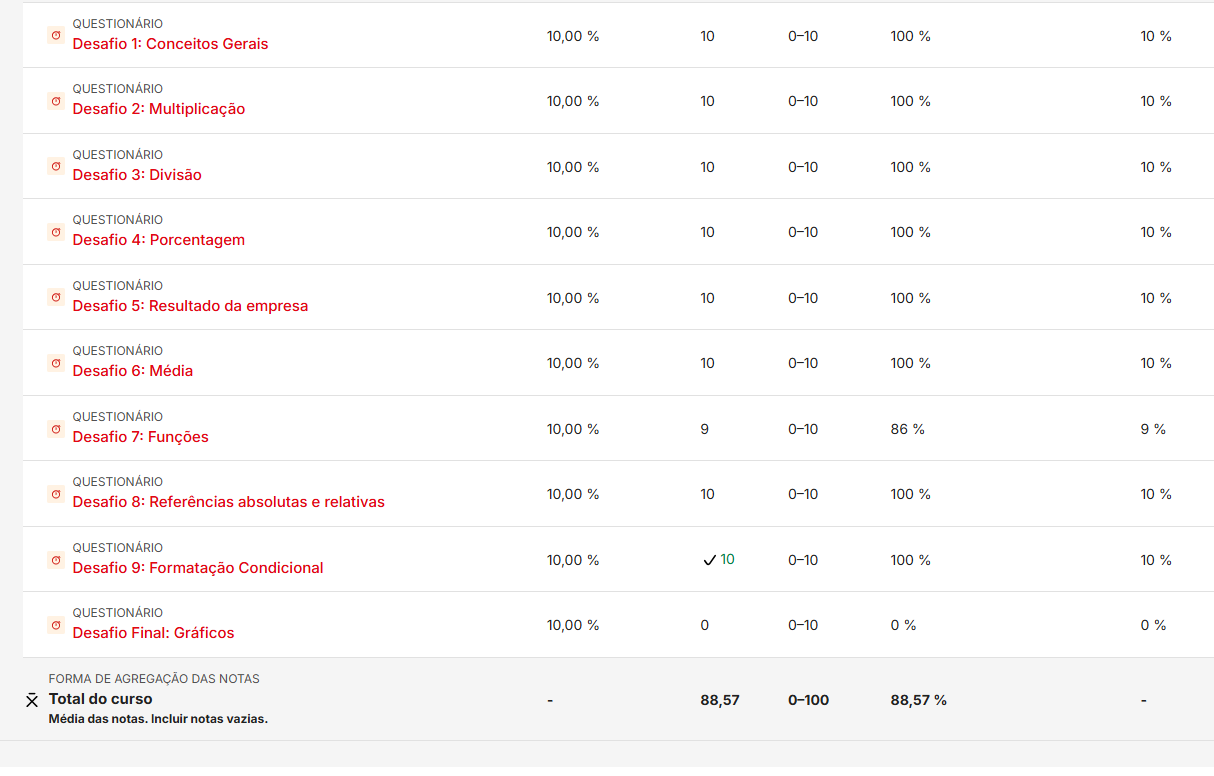 QUESTIONÁRIO
Desafio 1: Conceitos Gerais 10,00 % 10 0–10 100 % 10 %
QUESTIONÁRIO
Desafio 2: Multiplicação 10,00 % 10 0–10 100 % 10 %
QUESTIONÁRIO
Desafio 3: Divisão 10,00 % 10 0–10 100 % 10 %
QUESTIONÁRIO
Desafio 4: Porcentagem 10,00 % 10 0–10 100 % 10 %
QUESTIONÁRIO
Desafio 5: Resultado da empresa 10,00 % 10 0–10 100 % 10 %
QUESTIONÁRIO
Desafio 6: Média 10,00 % 10 0–10 100 % 10 %
QUESTIONÁRIO
Desafio 7: Funções 10,00 % 9 0–10 86 % 9 %
QUESTIONÁRIO
Desafio 8: Referências absolutas e relativas 10,00 % 10 0–10 100 % 10 %
QUESTIONÁRIO
Desafio 9: Formatação Condicional 10,00 % ✓ 10 0–10 100 % 10 %
QUESTIONÁRIO
Desafio Final: Gráficos 10,00 % 0 0–10 0 % 0 %
FORMA DE AGREGAÇÃO DAS NOTAS
Total do curso - 88,57 0–100 88,57 % -
Média das notas. Incluir notas vazias.